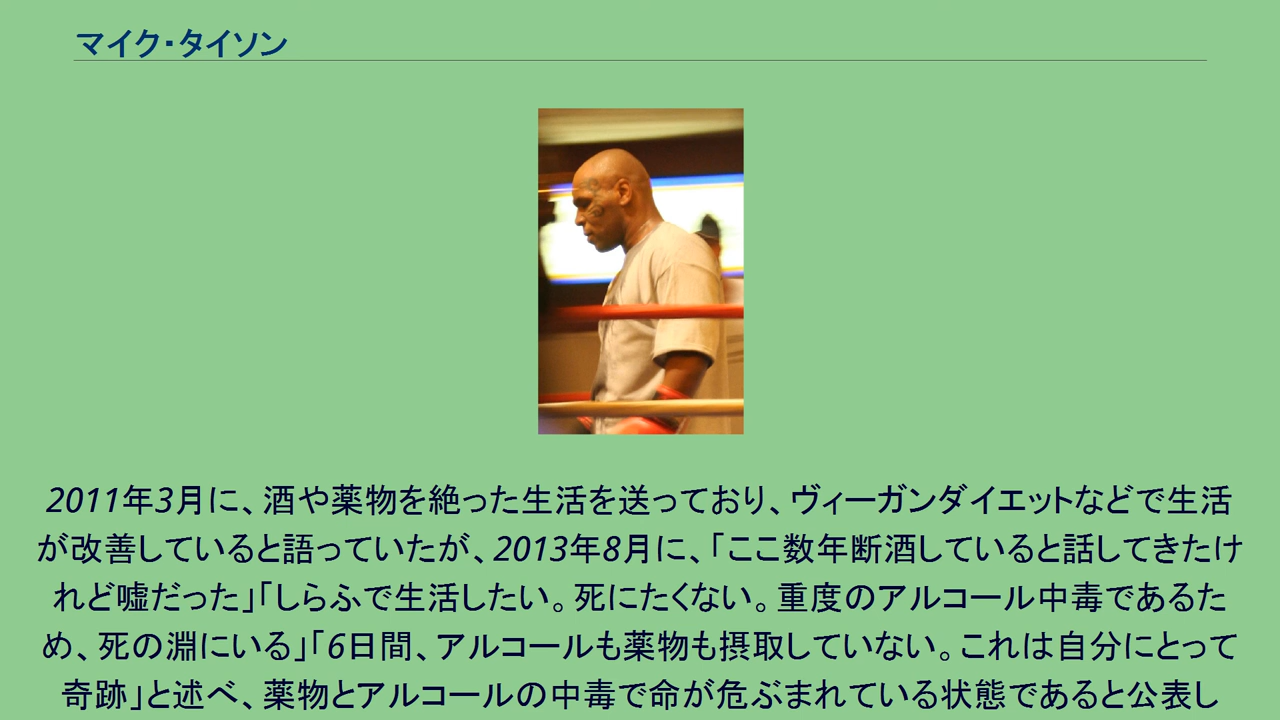 マイク・タイソン
2011年3月に、酒や薬物を絶った生活を送っており、ヴィーガンダイエットなどで生活
が改善していると語っていたが、2013年8月に、「ここ数年断酒していると話してきたけ
れど嘘だった」「しらふで生活したい。死にたくない。重度のアルコール中毒であるた
め、死の淵にいる」「6日間、アルコールも薬物も摂取していない。これは自分にとって
奇跡」と述べ、薬物とアルコールの中毒で命が危ぶまれている状態であると公表し